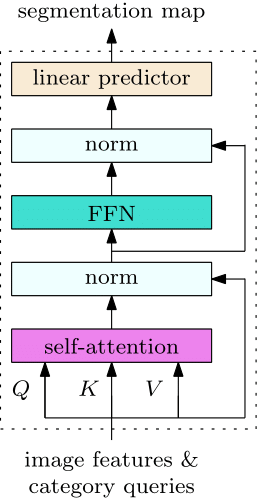 segmentation map
linear predictor
norm
FFN
norm
self-attention
Q K V
image features &
category queries